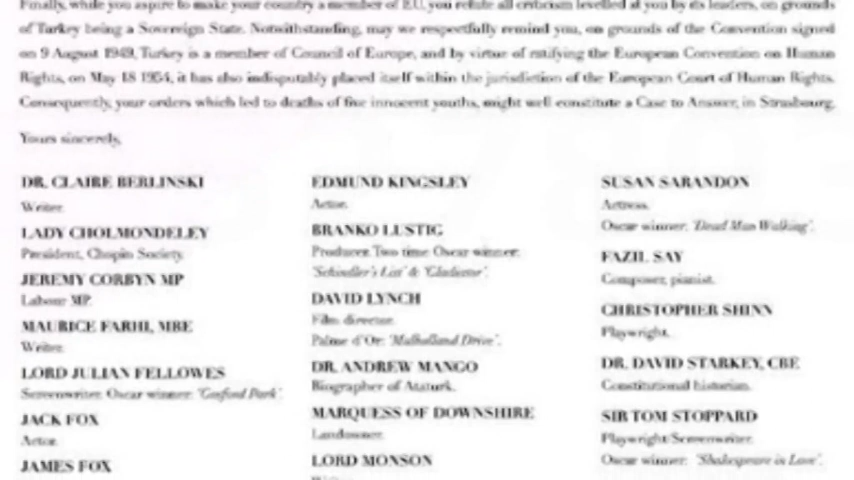 Finally, while you aspire to make your country a member of EU, you refute all criticism levelled at you by its leaders, on grounds
of Turkey being a Sovereign State. Notwithstanding, may we respectfully remind you, on grounds of the Convention signed
on 9 August 1949, Turkey is a member of Council of Europe, and by virtue of ratifying the European Convention on Human
Rights, on May 18 1954, it has also indisputably placed itself within the jurisdiction of the European Court of Human Rights.
Consequently, your orders which led to deaths of five innocent youths, might well constitute a Case to Answer, in Strasbourg.
Yours sincerely,
DR. CLAIRE BERLINSKI
Writer.
LADY CHOLMONDELEY
President, Chopin Society.
JEREMY CORBYN MP
Labour MP.
MAURICE FARHI, MBE
Writer.
LORD JULIAN FELLOWES
Screenwriter. Oscar winner: 'Gosford Park'.
JACK FOX
Actor.
JAMES FOX
EDMUND KINGSLEY
Actor.
BRANKO LUSTIG
Producer. Two time Oscar winner:
'Schindler's List' & 'Gladiator'.
DAVID LYNCH
Film director.
Palme d'Or: 'Mulholland Drive'.
DR. ANDREW MANGO
Biographer of Ataturk.
MARQUESS OF DOWNSHIRE
Landowner.
LORD MONSON
SUSAN SARANDON
Actress.
Oscar winner: 'Dead Man Walking'.
FAZIL SAY
Composer, pianist.
CHRISTOPHER SHINN
Playwright.
DR. DAVID STARKEY, CBE
Constitutional historian.
SIR TOM STOPPARD
Playwright/Screenwriter.
Oscar winner: 'Shakespeare in Love'.